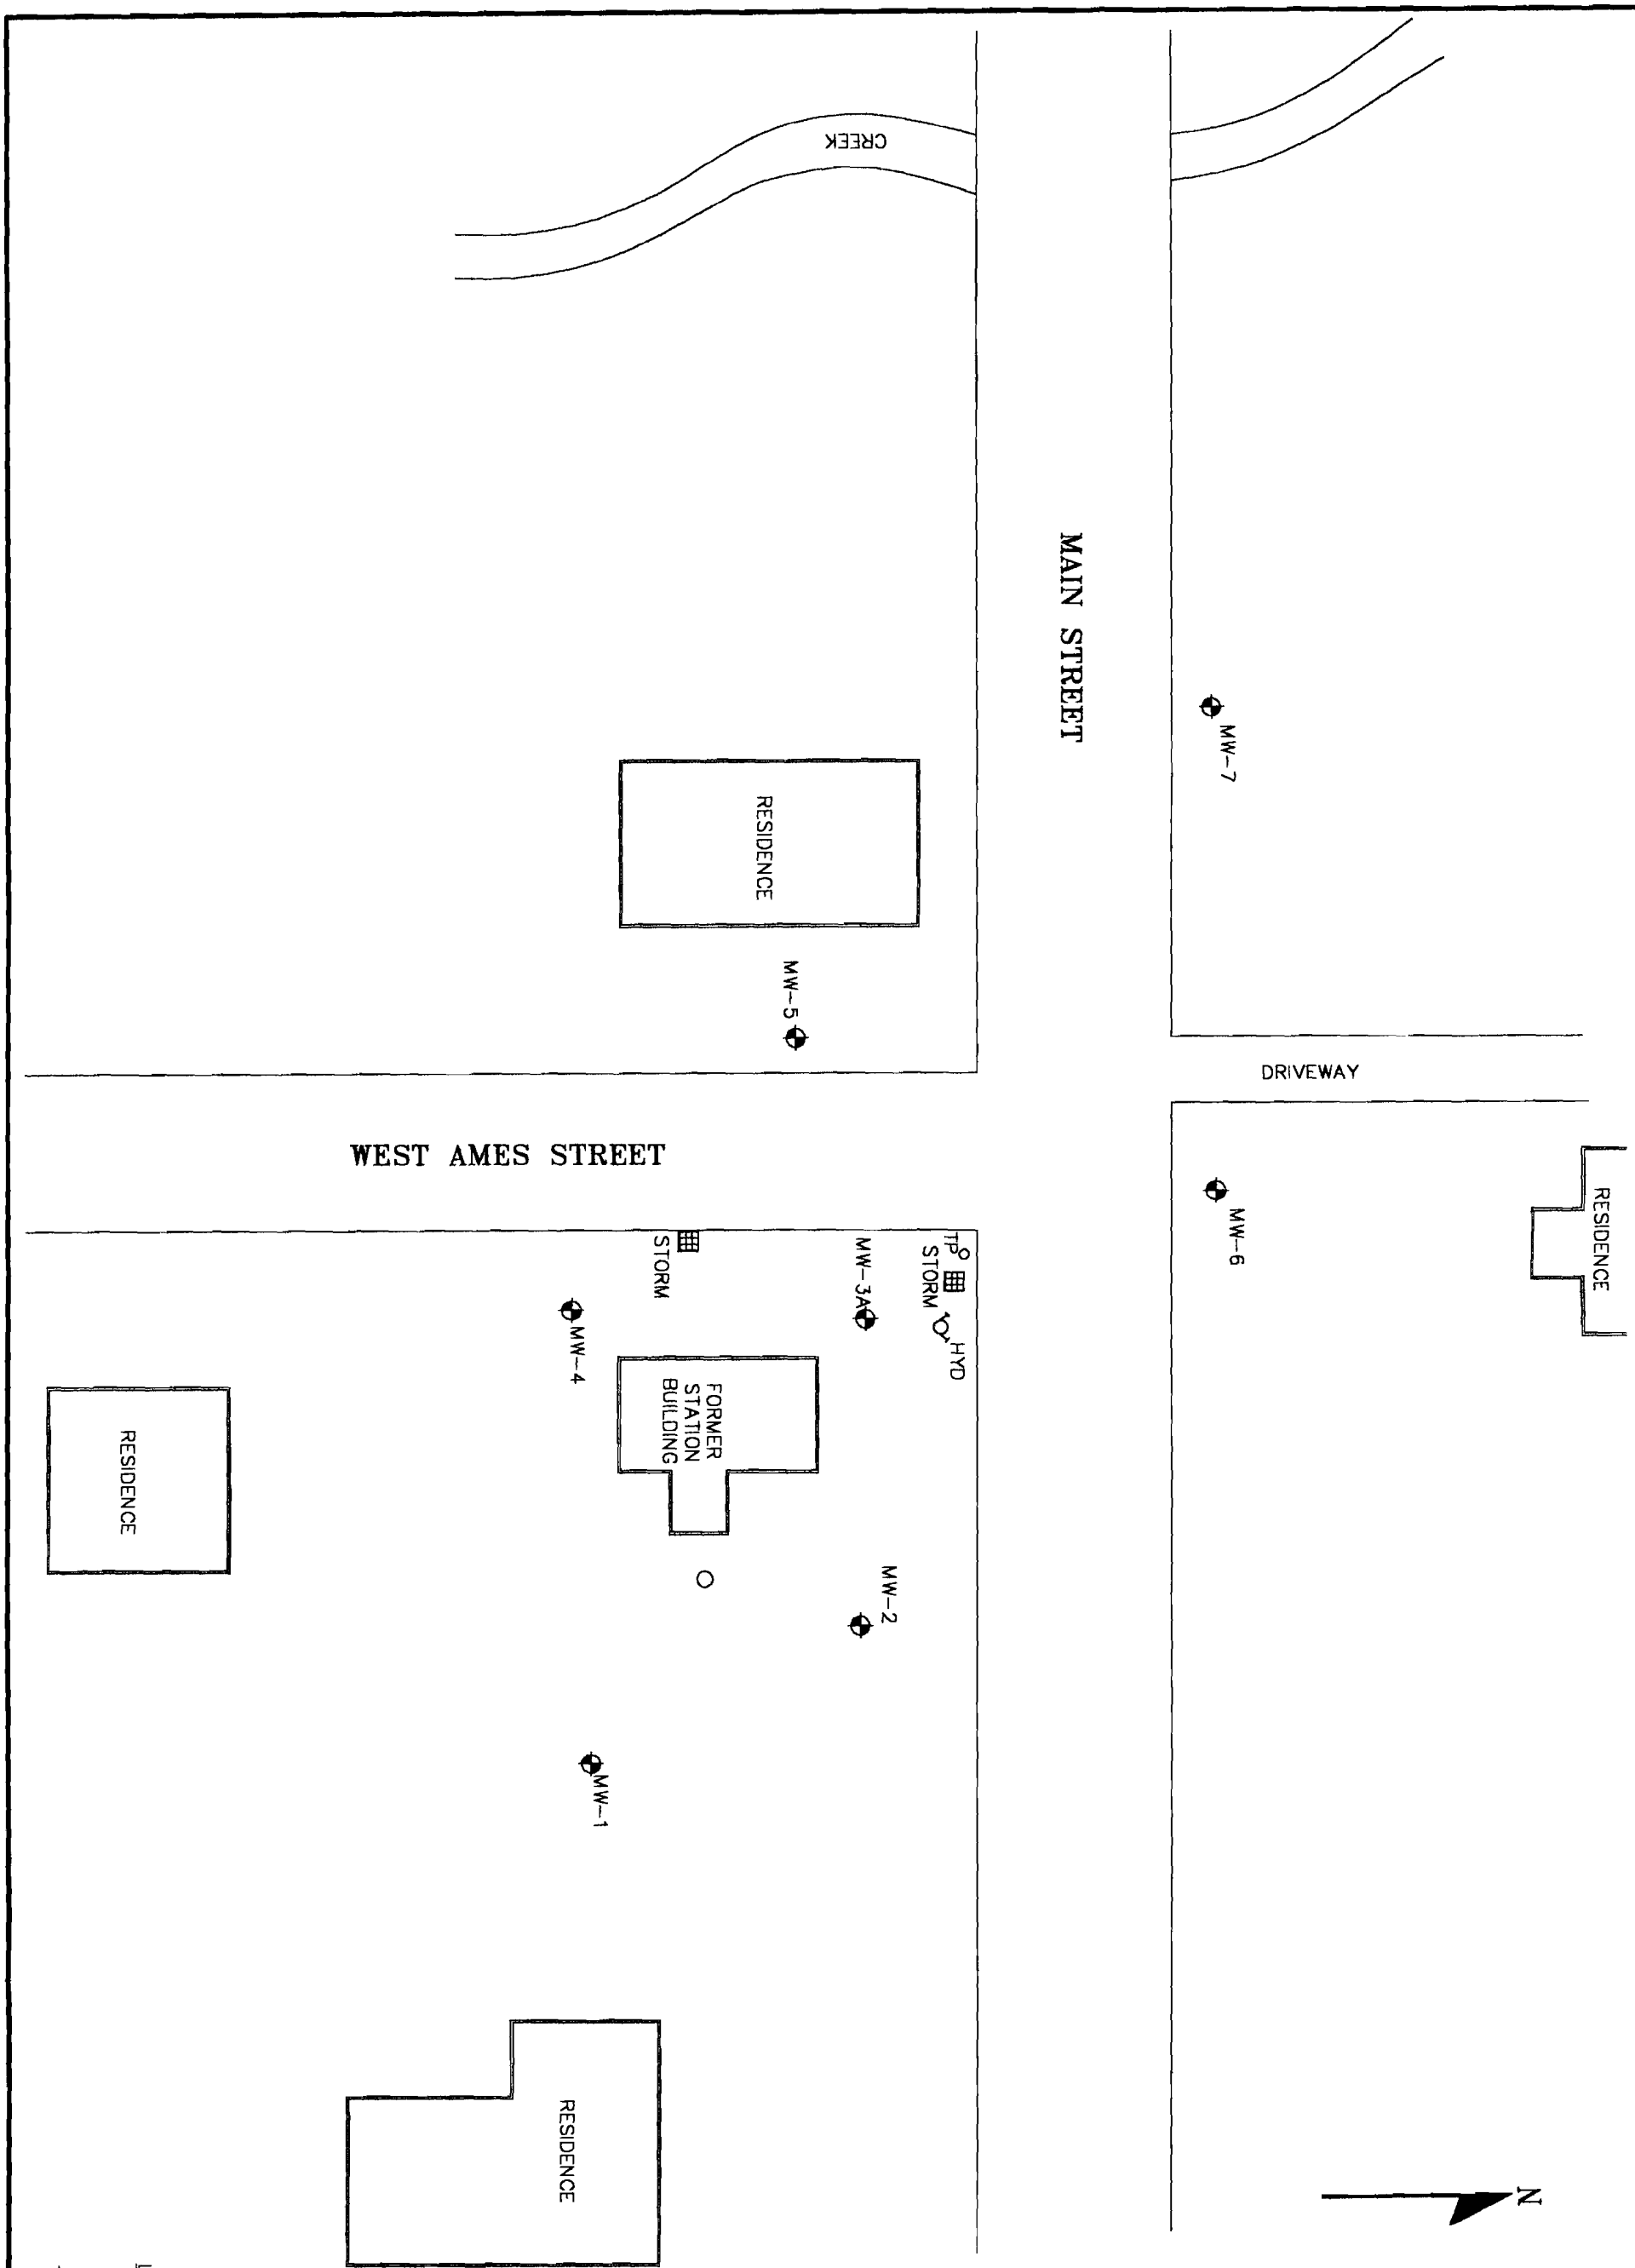 CREEK
MAIN STREET
MW-7
RESIDENCE
MW-5
DRIVEWAY
WEST AMES STREET
RESIDENCE
MW-6
TP
STORM
HYD
MW-3A
STORM
MW-4
FORMER
STATION
BUILDING
RESIDENCE
MW-2
MW-1
RESIDENCE
N